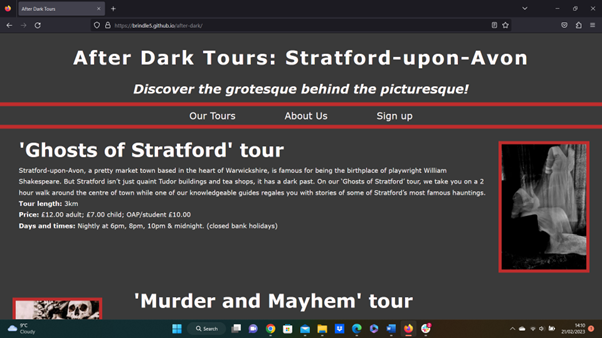 After Dark Tours
https://brindle5.github.io/after-dark/
After Dark Tours: Stratford-upon-Avon
Discover the grotesque behind the picturesque!
Our Tours About Us Sign up
'Ghosts of Stratford' tour
Stratford-upon-Avon, a pretty market town based in the heart of Warwickshire, is famous for being the birthplace of playwright William
Shakespeare. But Stratford isn't just quaint Tudor buildings and tea shops, it has a dark past. On our 'Ghosts of Stratford' tour, we take you on a 2
hour walk around the centre of town while one of our knowledgeable guides regales you with stories of some of Stratford's most famous hauntings.
Tour length: 3km
Price: £12.00 adult; £7.00 child; OAP/student £10.00
Days and times: Nightly at 6pm, 8pm, 10pm & midnight. (closed bank holidays)
'Murder and Mayhem' tour
9°C
Cloudy
Search
14:10
21/02/2023